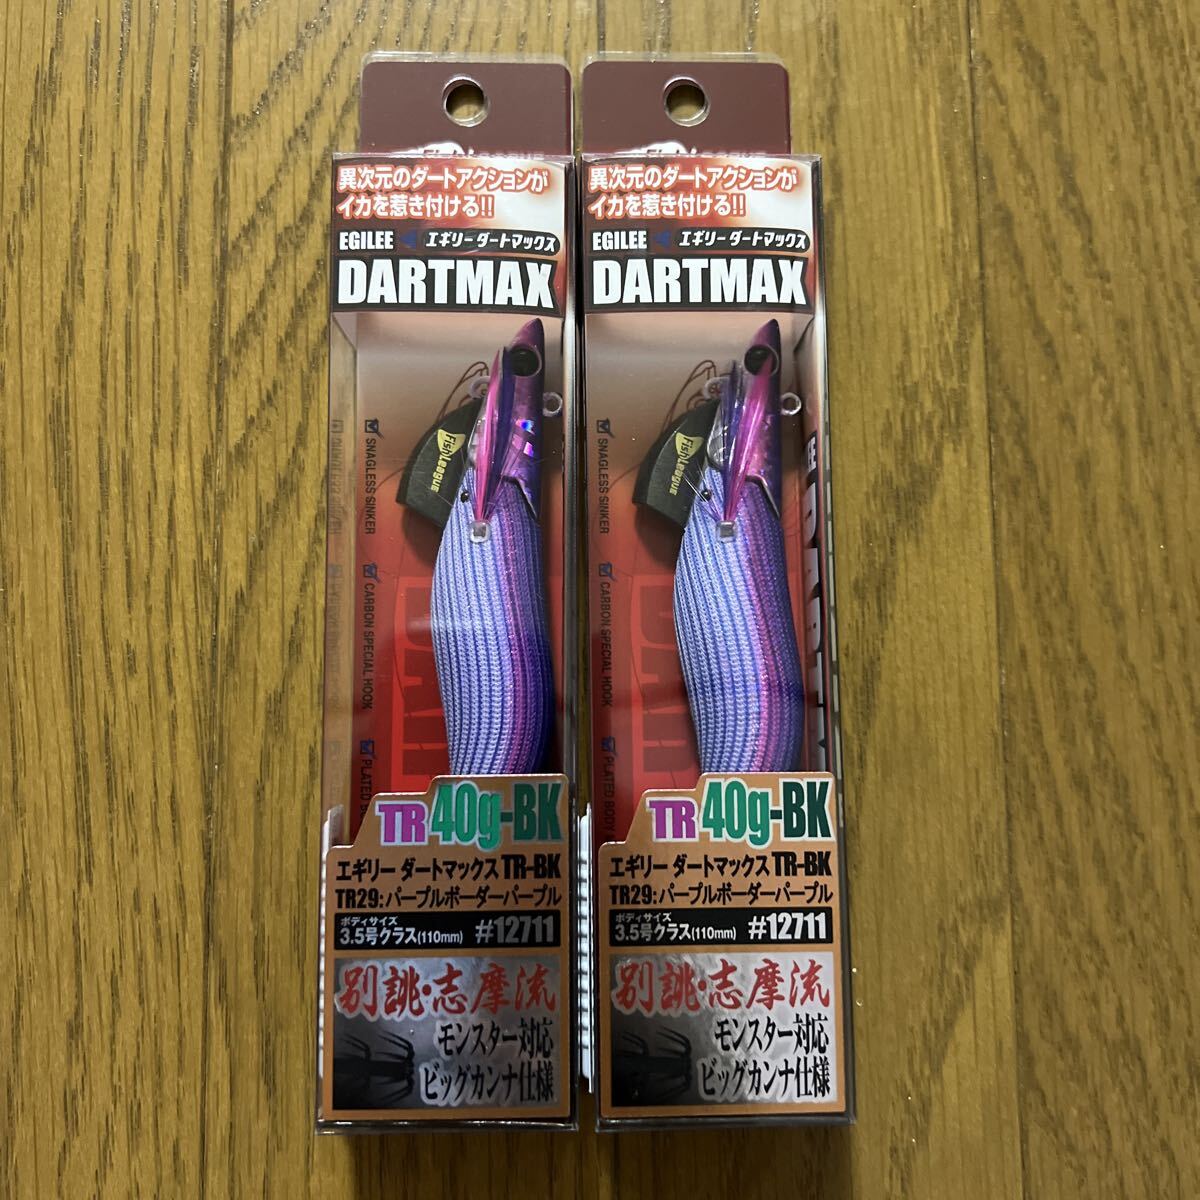 異次元のダートアクションが
イカを惹き付ける!!
EGILEE エギリーダートマックス
DARTMAX
Fish League
SNAGLESS SINKER
CARBON SPECIAL HOOK
PLATED BODY
TR 40g-BK
エギリー ダートマックス TR-BK
TR29:パープルボーダーパープル
ボディサイズ
3.5号クラス(110mm) #12711
別誂・志摩流
モンスター対応
ビッグカンナ仕様
異次元のダートアクションが
イカを惹き付ける!!
EGILEE エギリーダートマックス
DARTMAX
Fish League
SNAGLESS SINKER
CARBON SPECIAL HOOK
PLATED BODY
TR 40g-BK
エギリー ダートマックス TR-BK
TR29:パープルボーダーパープル
ボディサイズ
3.5号クラス(110mm) #12711
別誂・志摩流
モンスター対応
ビッグカンナ仕様